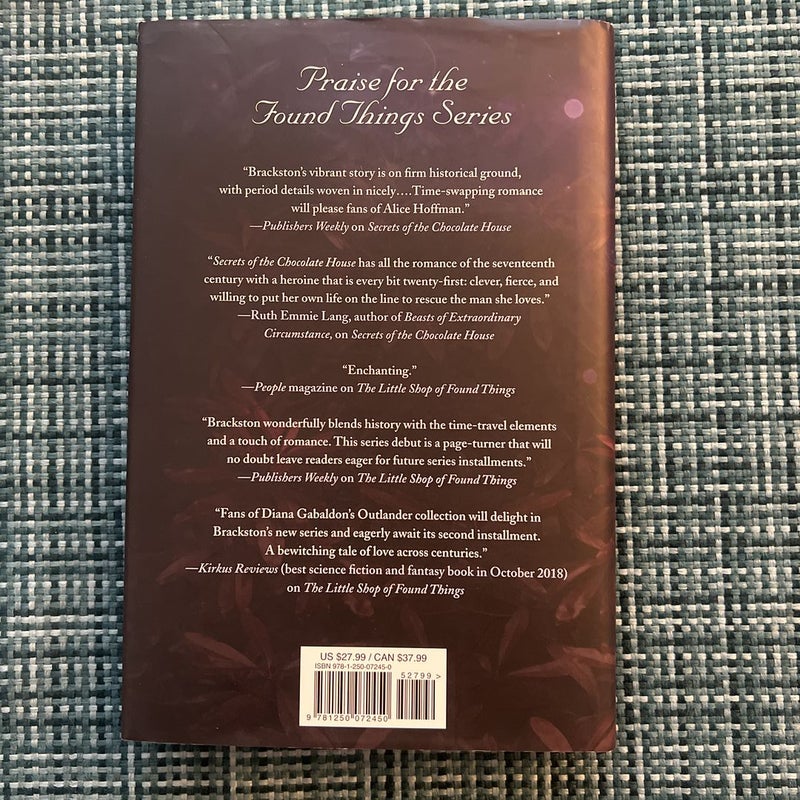 Praise for the
Found Things Series
“Brackston’s vibrant story is on firm historical ground,
with period details woven in nicely….Time-swapping romance
will please fans of Alice Hoffman.”
—Publishers Weekly on Secrets of the Chocolate House
“Secrets of the Chocolate House has all the romance of the seventeenth
century with a heroine that is every bit twenty-first: clever, fierce, and
willing to put her own life on the line to rescue the man she loves.”
—Ruth Emmie Lang, author of Beasts of Extraordinary
Circumstance, on Secrets of the Chocolate House
“Enchanting.”
—People magazine on The Little Shop of Found Things
“Brackston wonderfully blends history with the time-travel elements
and a touch of romance. This series debut is a page-turner that will
no doubt leave readers eager for future series installments.”
—Publishers Weekly on The Little Shop of Found Things
“Fans of Diana Gabaldon’s Outlander collection will delight in
Brackston’s new series and eagerly await its second installment.
A bewitching tale of love across centuries.”
—Kirkus Reviews (best science fiction and fantasy book in October 2018)
on The Little Shop of Found Things
US $27.99 / CAN $37.99
ISBN 978-1-250-07245-0
52799>
9 781250 072450